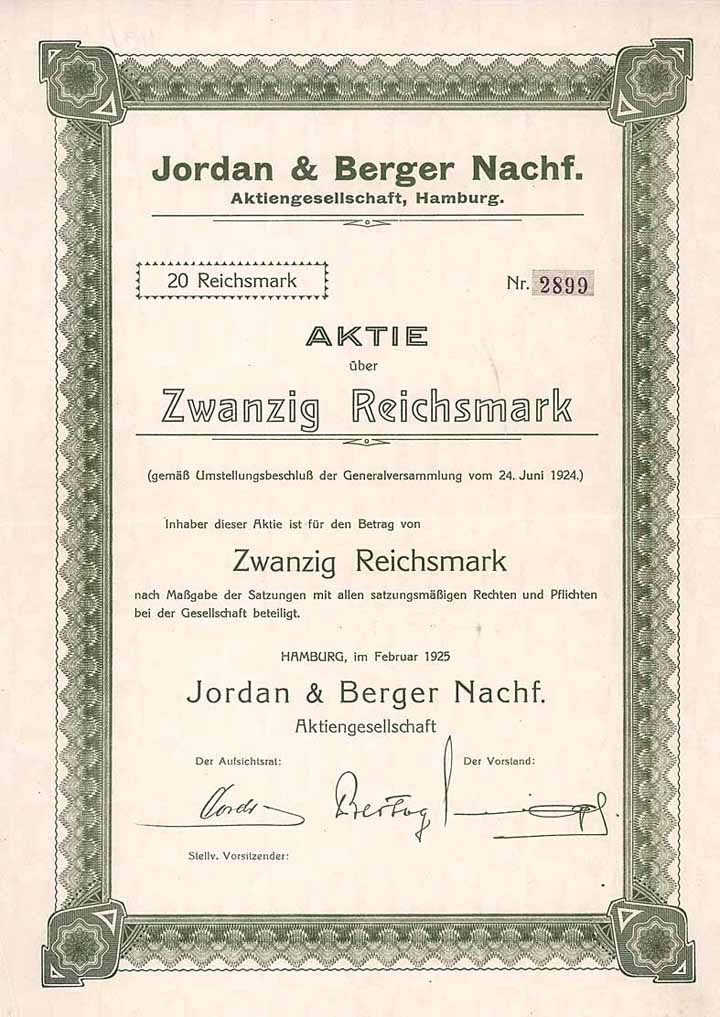 Jordan & Berger Nachf.
Aktiengesellschaft, Hamburg.
20 Reichsmark
Nr. 2899
AKTIE
über
Zwanzig Reichsmark
(gemäß Umstellungsbeschluß der Generalversammlung vom 24. Juni 1924.)
Inhaber dieser Aktie ist für den Betrag von
Zwanzig Reichsmark
nach Maßgabe der Satzungen mit allen satzungsmäßigen Rechten und Pflichten
bei der Gesellschaft beteiligt.
HAMBURG, im Februar 1925
Jordan & Berger Nachf.
Aktiengesellschaft
Der Aufsichtsrat: Der Vorstand:
Stellv. Vorsitzender: